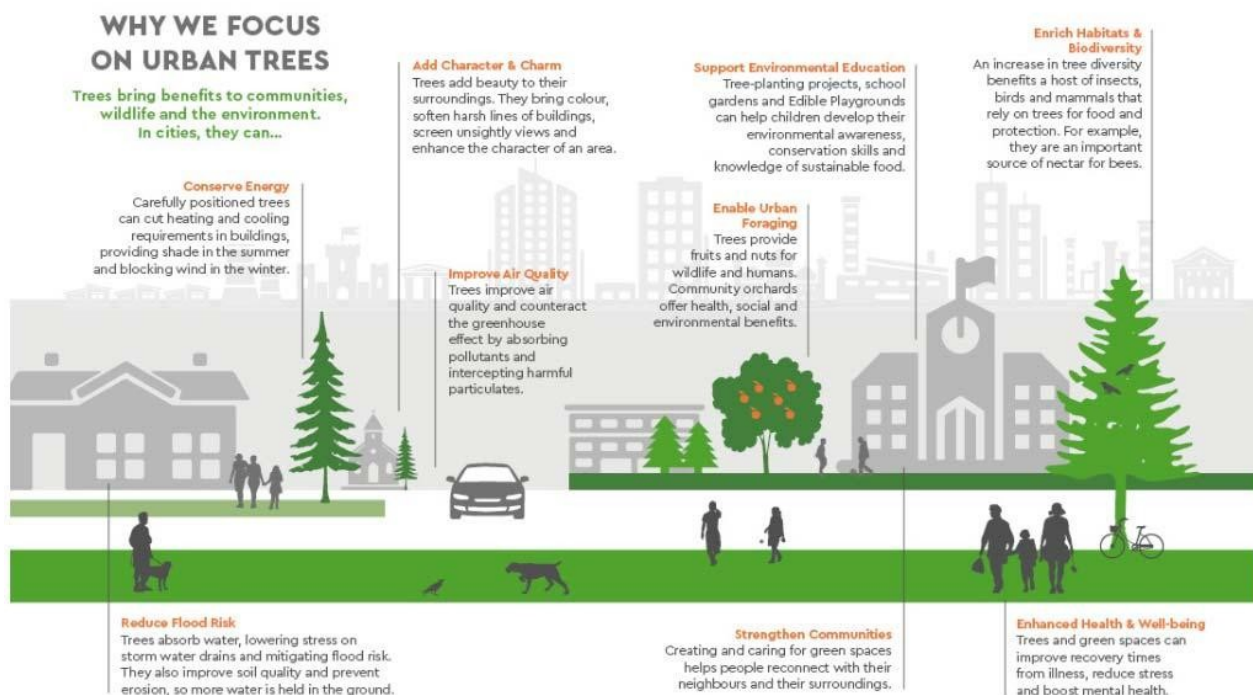 WHY WE FOCUS
ON URBAN TREES
Trees bring benefits to communities,
wildlife and the environment.
In cities, they can...
Conserve Energy
Carefully positioned trees
can cut heating and cooling
requirements in buildings,
providing shade in the summer
and blocking wind in the winter.
Add Character & Charm
Trees add beauty to their
surroundings. They bring colour,
soften harsh lines of buildings,
screen unsightly views and
enhance the character of an area.
Improve Air Quality
Trees improve air
quality and counteract
the greenhouse
effect by absorbing
pollutants and
intercepting harmful
particulates.
Support Environmental Education
Tree-planting projects, school
gardens and Edible Playgrounds
can help children develop their
environmental awareness,
conservation skills and
knowledge of sustainable food.
Enable Urban
Foraging
Trees provide
fruits and nuts for
wildlife and humans.
Community orchards
offer health, social and
environmental benefits.
Enrich Habitats &
Biodiversity
An increase in tree diversity
benefits a host of insects,
birds and mammals that
rely on trees for food and
protection. For example,
they are an important
source of nectar for bees.
Reduce Flood Risk
Trees absorb water, lowering stress on
storm water drains and mitigating flood risk.
They also improve soil quality and prevent
erosion, so more water is held in the ground.
Strengthen Communities
Creating and caring for green spaces
helps people reconnect with their
neighbours and their surroundings.
Enhanced Health & Well-being
Trees and green spaces can
improve recovery times
from illness, reduce stress
and boost mental health.